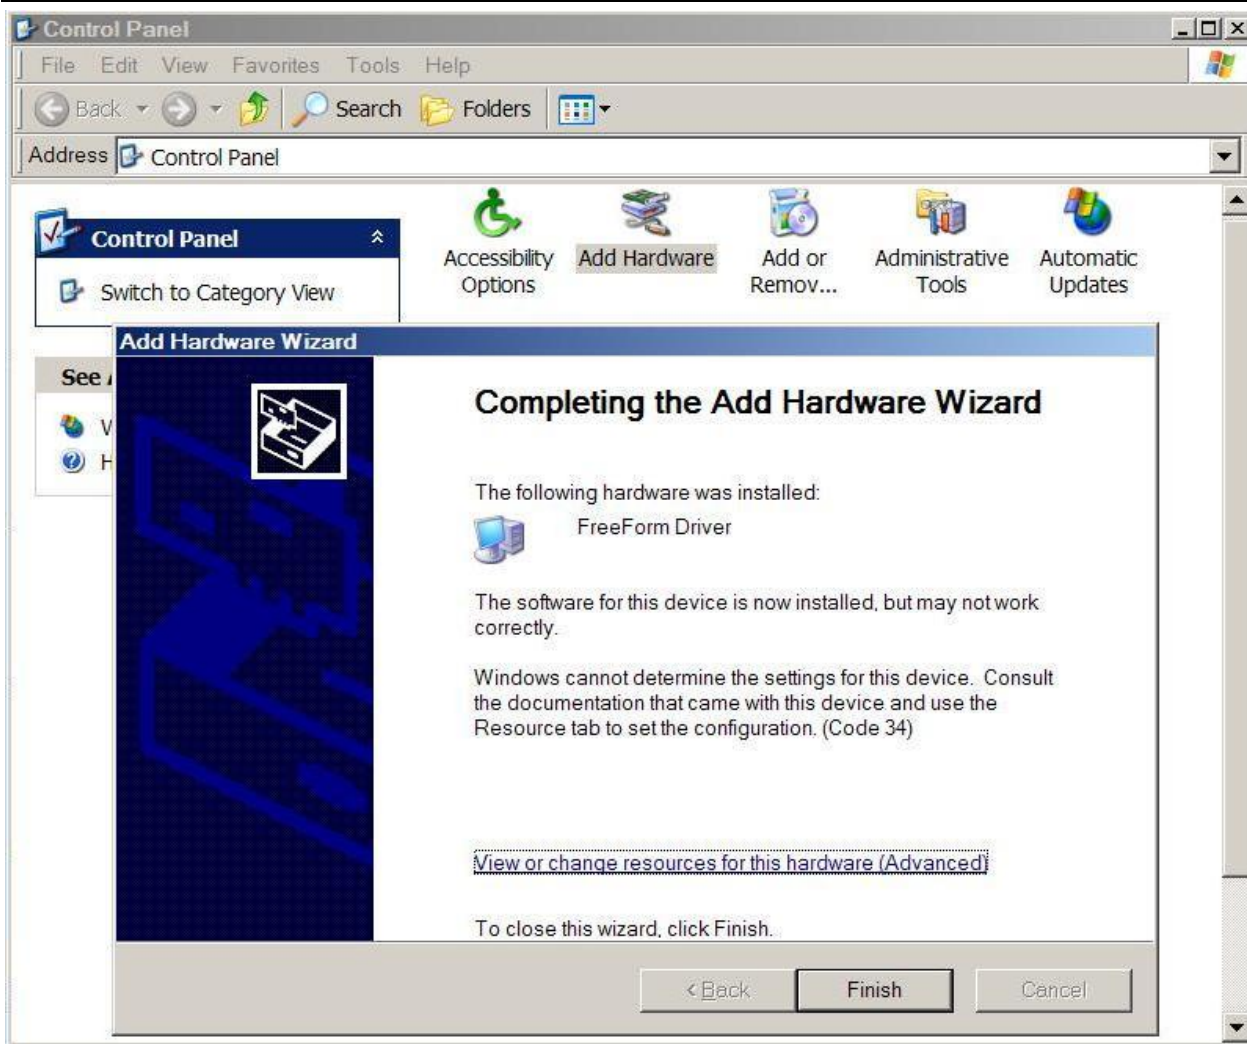 Control Panel
File Edit View Favorites Tools Help
Back Search Folders
Address Control Panel
Control Panel
Switch to Category View
Accessibility Options
Add Hardware
Add or Remov...
Administrative Tools
Automatic Updates
See
Add Hardware Wizard
Completing the Add Hardware Wizard
The following hardware was installed:
FreeForm Driver
The software for this device is now installed, but may not work
correctly.
Windows cannot determine the settings for this device. Consult
the documentation that came with this device and use the
Resource tab to set the configuration. (Code 34)
View or change resources for this hardware (Advanced)
To close this wizard, click Finish.
< Back Finish Cancel